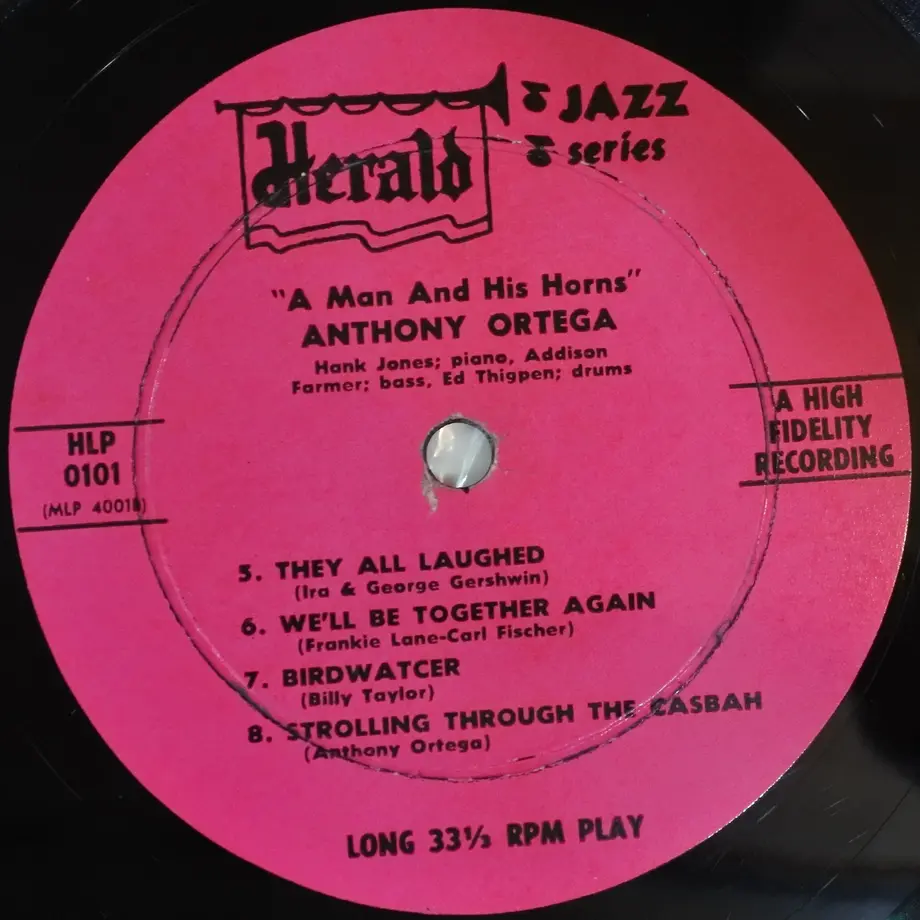 Herald
JAZZ
series
"A Man And His Horns"
ANTHONY ORTEGA
Hank Jones; piano, Addison
Farmer; bass, Ed Thigpen; drums
HLP
0101
(MLP 4001B)
A HIGH
FIDELITY
RECORDING
5. THEY ALL LAUGHED
(Ira & George Gershwin)
6. WE'LL BE TOGETHER AGAIN
(Frankie Lane-Carl Fischer)
7. BIRDWATCER
(Billy Taylor)
8. STROLLING THROUGH THE CASBAH
(Anthony Ortega)
LONG 33⅓ RPM PLAY